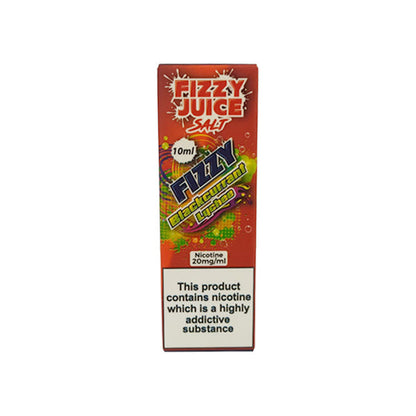 FIZZY
JUICE
SALT
10ml
FIZZY
Blackcurrant
Lychee
Nicotine
20mg/ml
This product
contains nicotine
which is a highly
addictive
substance